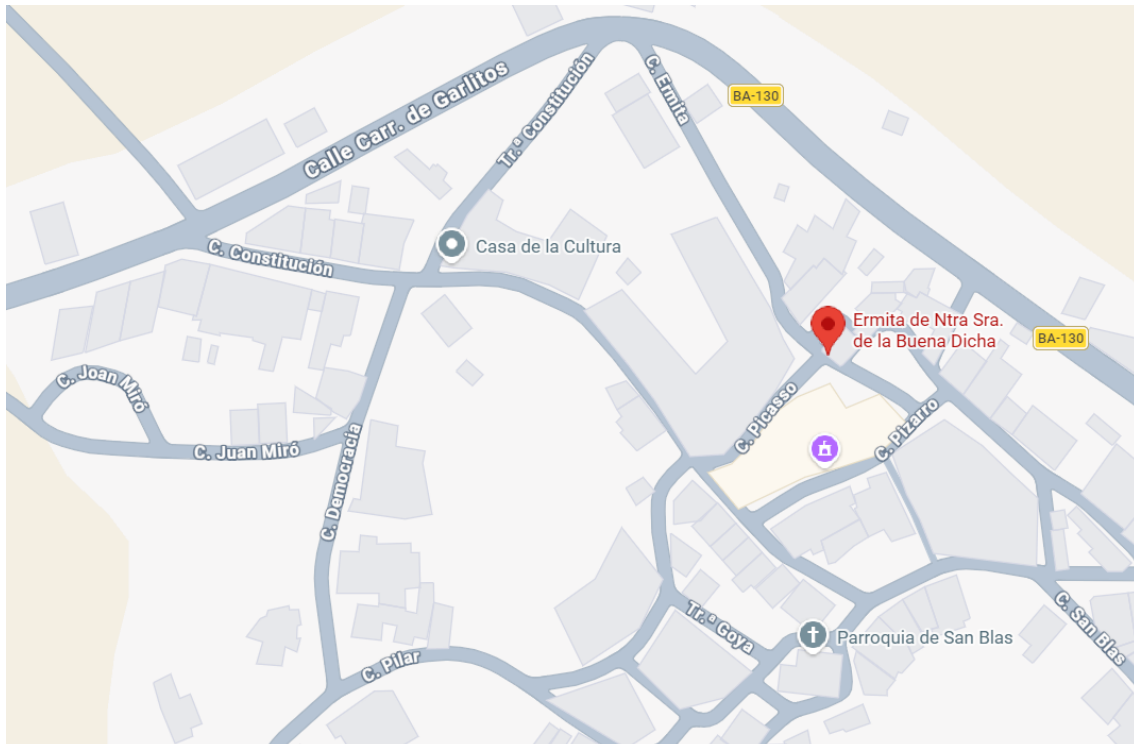 C. Ermita
BA-130
Calle Carr. de Garlitos
Tr.ª Constitución
C. Constitución
Casa de la Cultura
Ermita de Ntra Sra.
de la Buena Dicha
BA-130
C. Joan Miró
C. Picasso
C. Pizarro
C. Juan Miró
C. Democracia
Tr.ª Goya
C. San Blas
Parroquia de San Blas
C. Pilar